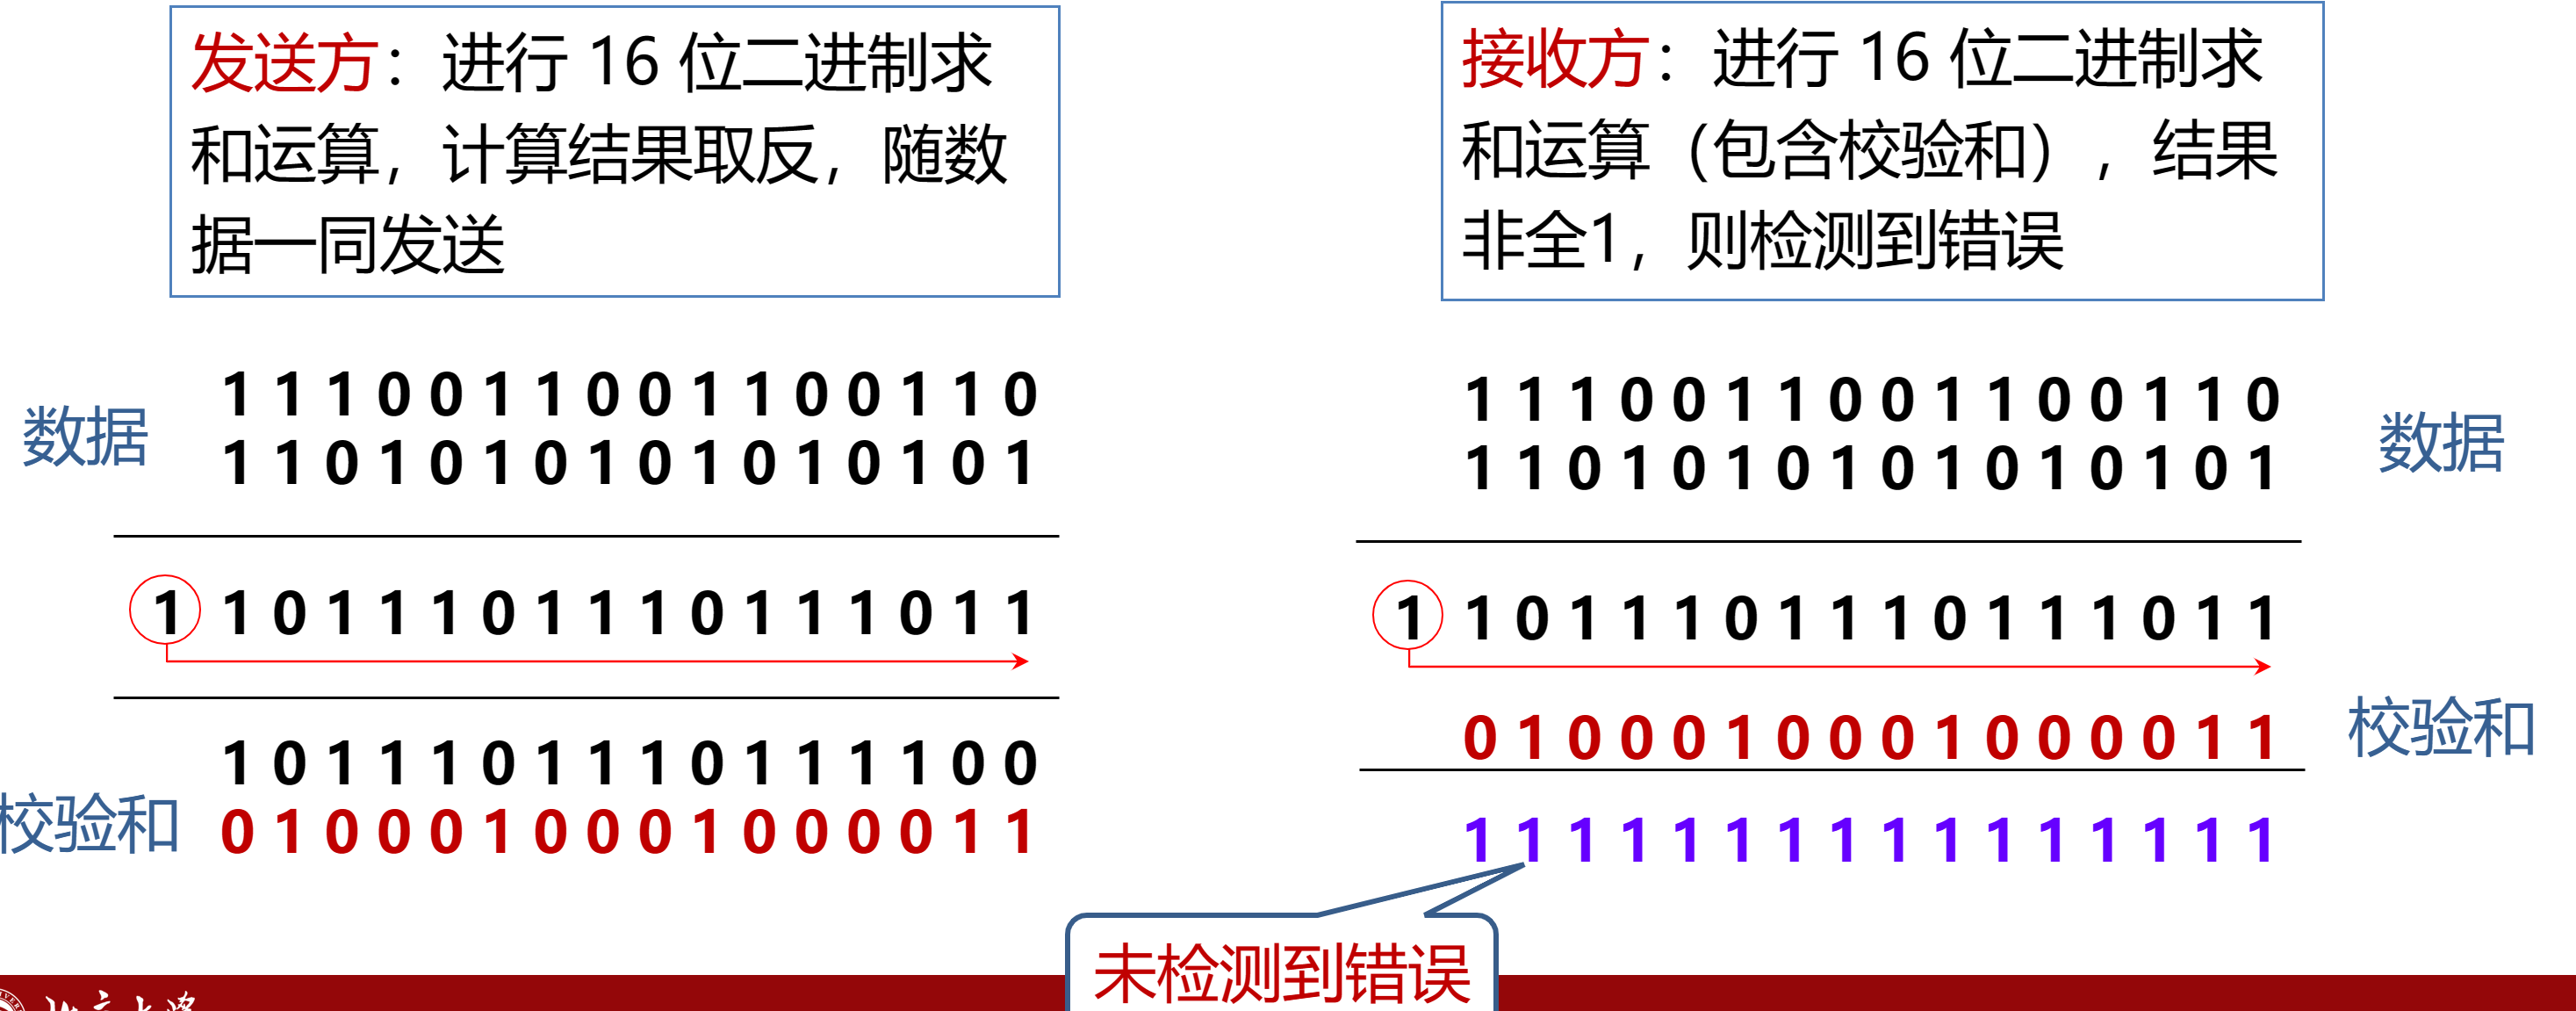 发送方：进行 16 位二进制求
和运算，计算结果取反，随数
据一同发送
数据
1 1 1 0 0 1 1 0 0 1 1 0 0 1 1 0
1 1 0 1 0 1 0 1 0 1 0 1 0 1 0 1
1 1 0 1 1 1 0 1 1 1 0 1 1 1 0 1 1
1 0 1 1 1 0 1 1 1 0 1 1 1 1 0 0
校验和
0 1 0 0 0 1 0 0 0 1 0 0 0 0 1 1
接收方：进行 16 位二进制求
和运算（包含校验和），结果
非全1，则检测到错误
1 1 1 0 0 1 1 0 0 1 1 0 0 1 1 0
1 1 0 1 0 1 0 1 0 1 0 1 0 1 0 1
数据
1 1 0 1 1 1 0 1 1 1 0 1 1 1 0 1 1
0 1 0 0 0 1 0 0 0 1 0 0 0 0 1 1
校验和
1 1 1 1 1 1 1 1 1 1 1 1 1 1 1 1
未检测到错误